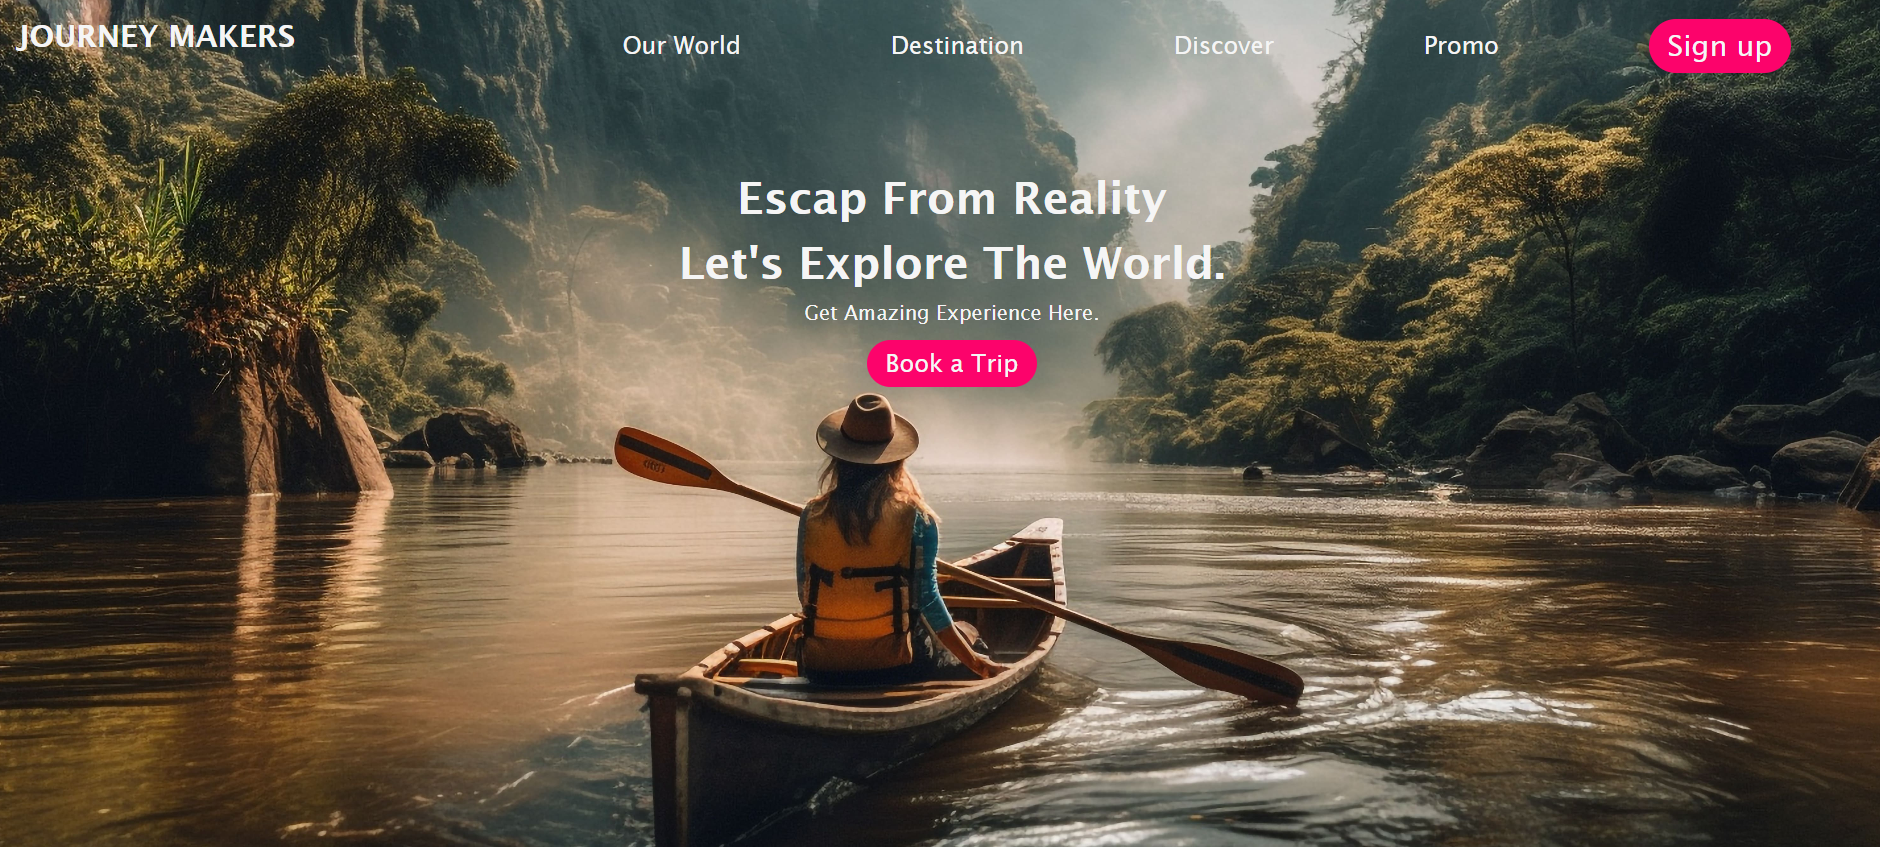 JOURNEY MAKERS
Our World
Destination
Discover
Promo
Sign up
Escap From Reality
Let's Explore The World.
Get Amazing Experience Here.
Book a Trip